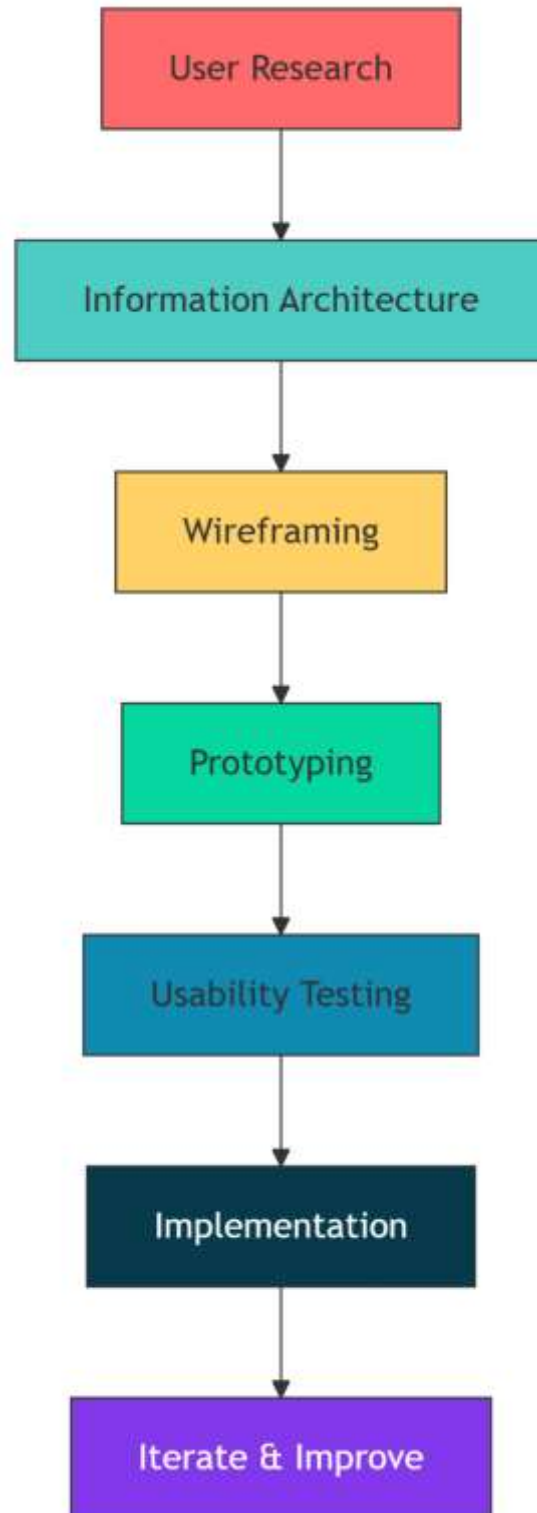 User Research
Information Architecture
Wireframing
Prototyping
Usability Testing
Implementation
Iterate & Improve